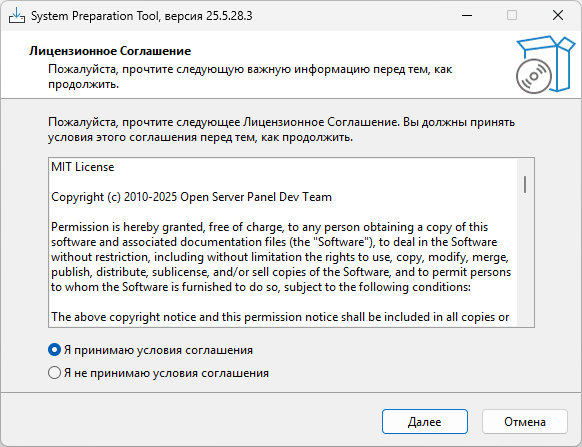 System Preparation Tool, версия 25.5.28.3
Лицензионное Соглашение
Пожалуйста, прочтите следующую важную информацию перед тем, как
продолжить.
Пожалуйста, прочтите следующее Лицензионное Соглашение. Вы должны принять
условия этого соглашения перед тем, как продолжить.
MIT License
Copyright (c) 2010-2025 Open Server Panel Dev Team
Permission is hereby granted, free of charge, to any person obtaining a copy of this
software and associated documentation files (the "Software"), to deal in the Software
without restriction, including without limitation the rights to use, copy, modify, merge,
publish, distribute, sublicense, and/or sell copies of the Software, and to permit persons
to whom the Software is furnished to do so, subject to the following conditions:
The above copyright notice and this permission notice shall be included in all copies or
Я принимаю условия соглашения
Я не принимаю условия соглашения
Далее
Отмена